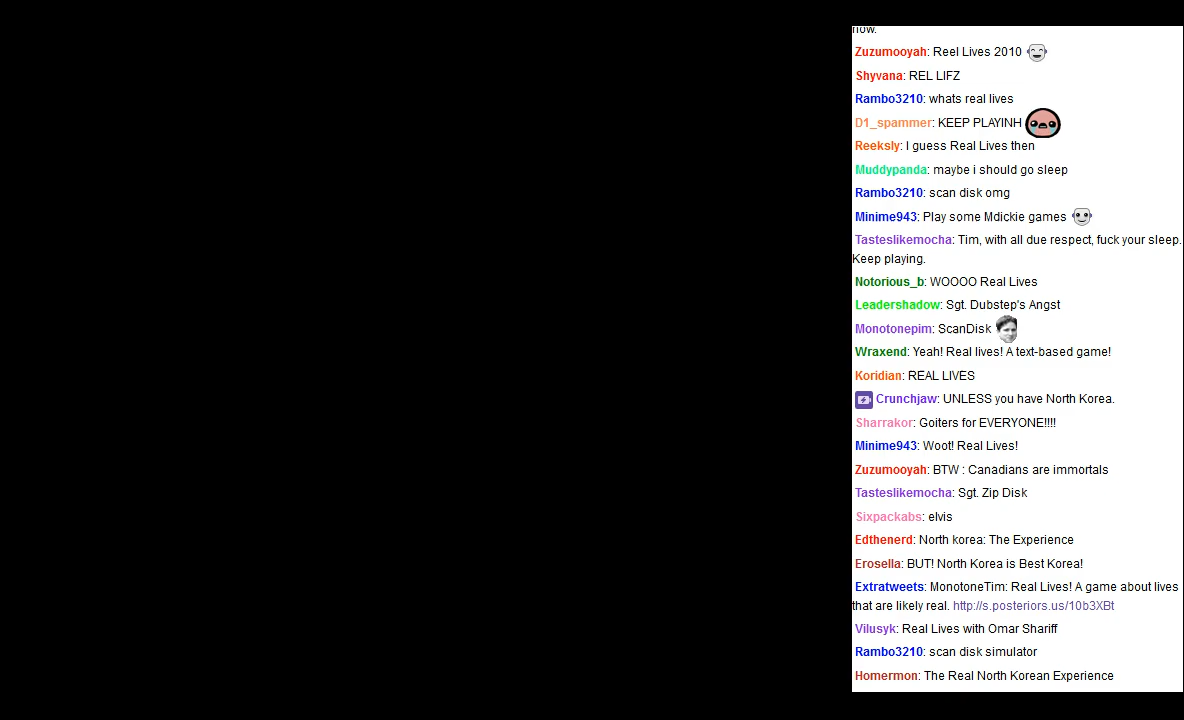 now.
Zuzumooyah: Reel Lives 2010
Shyvana: REL LIFZ
Rambo3210: whats real lives
D1_spammer: KEEP PLAYINH
Reeksly: I guess Real Lives then
Muddypanda: maybe i should go sleep
Rambo3210: scan disk omg
Minime943: Play some Mdickie games
Tasteslikemocha: Tim, with all due respect, fuck your sleep.
Keep playing.
Notorious_b: WOOOO Real Lives
Leadershadow: Sgt. Dubstep's Angst
Monotonepim: ScanDisk
Wraxend: Yeah! Real lives! A text-based game!
Koridian: REAL LIVES
Crunchjaw: UNLESS you have North Korea.
Sharrakor: Goiters for EVERYONE!!!!
Minime943: Woot! Real Lives!
Zuzumooyah: BTW : Canadians are immortals
Tasteslikemocha: Sgt. Zip Disk
Sixpackabs: elvis
Edthenerd: North korea: The Experience
Erosella: BUT! North Korea is Best Korea!
Extratweets: MonotoneTim: Real Lives! A game about lives
that are likely real. http://s.posteriors.us/10b3XBt
Vilusyk: Real Lives with Omar Shariff
Rambo3210: scan disk simulator
Homermon: The Real North Korean Experience